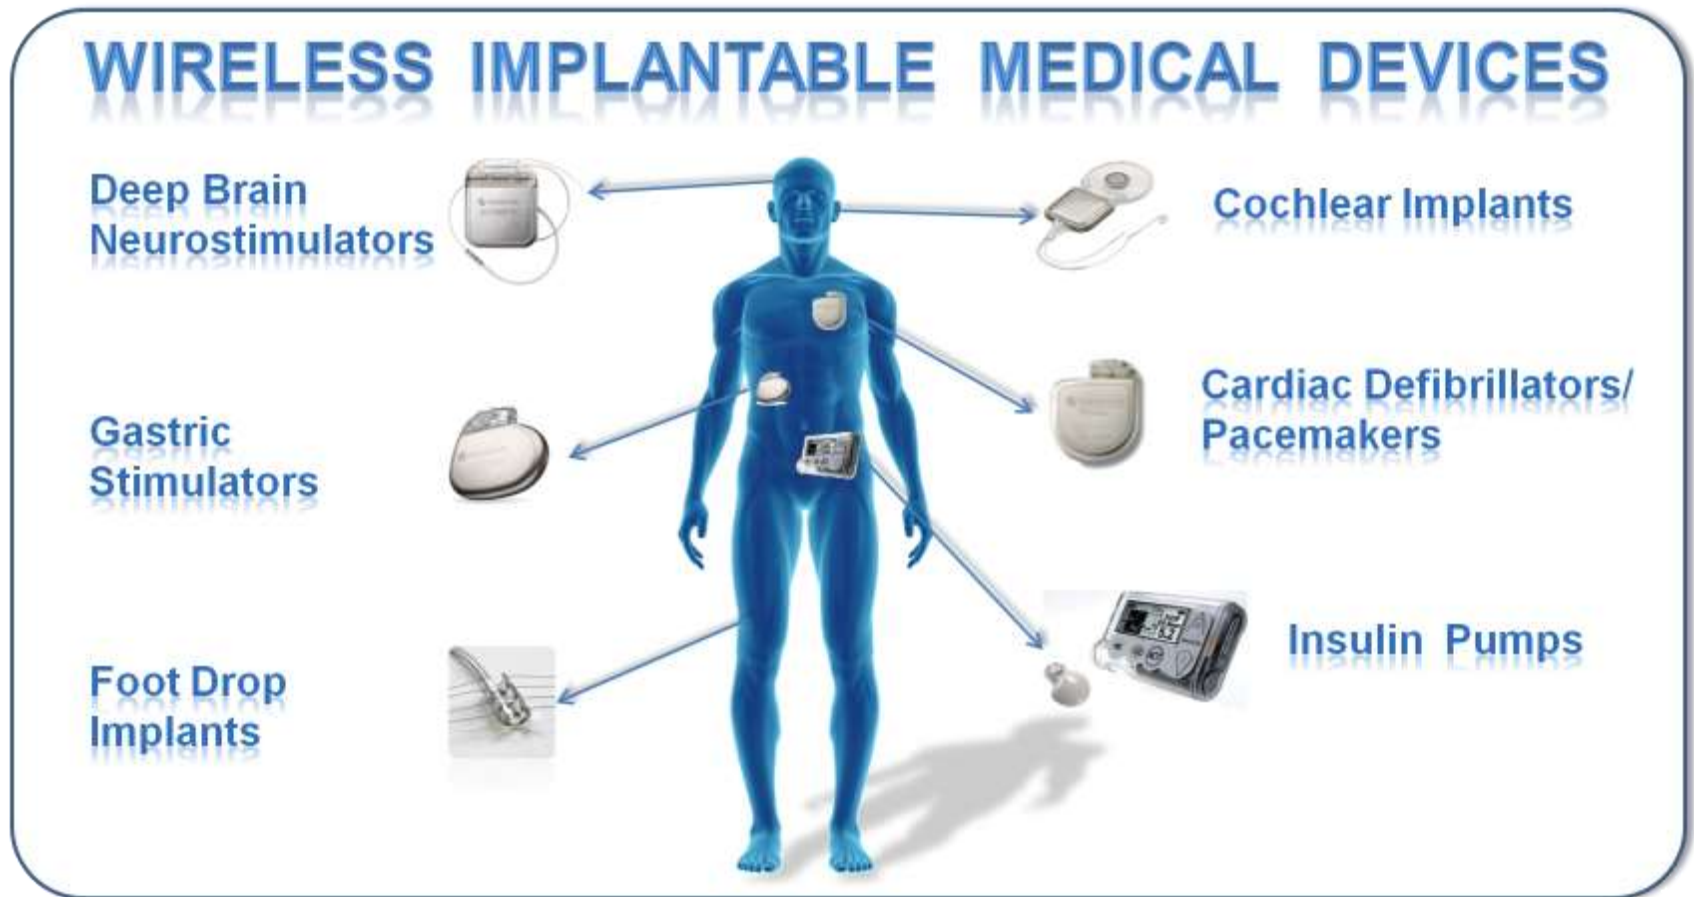 WIRELESS IMPLANTABLE MEDICAL DEVICES
Deep Brain
Neurostimulators
Cochlear Implants
Gastric
Stimulators
Cardiac Defibrillators/
Pacemakers
Foot Drop
Implants
Insulin Pumps